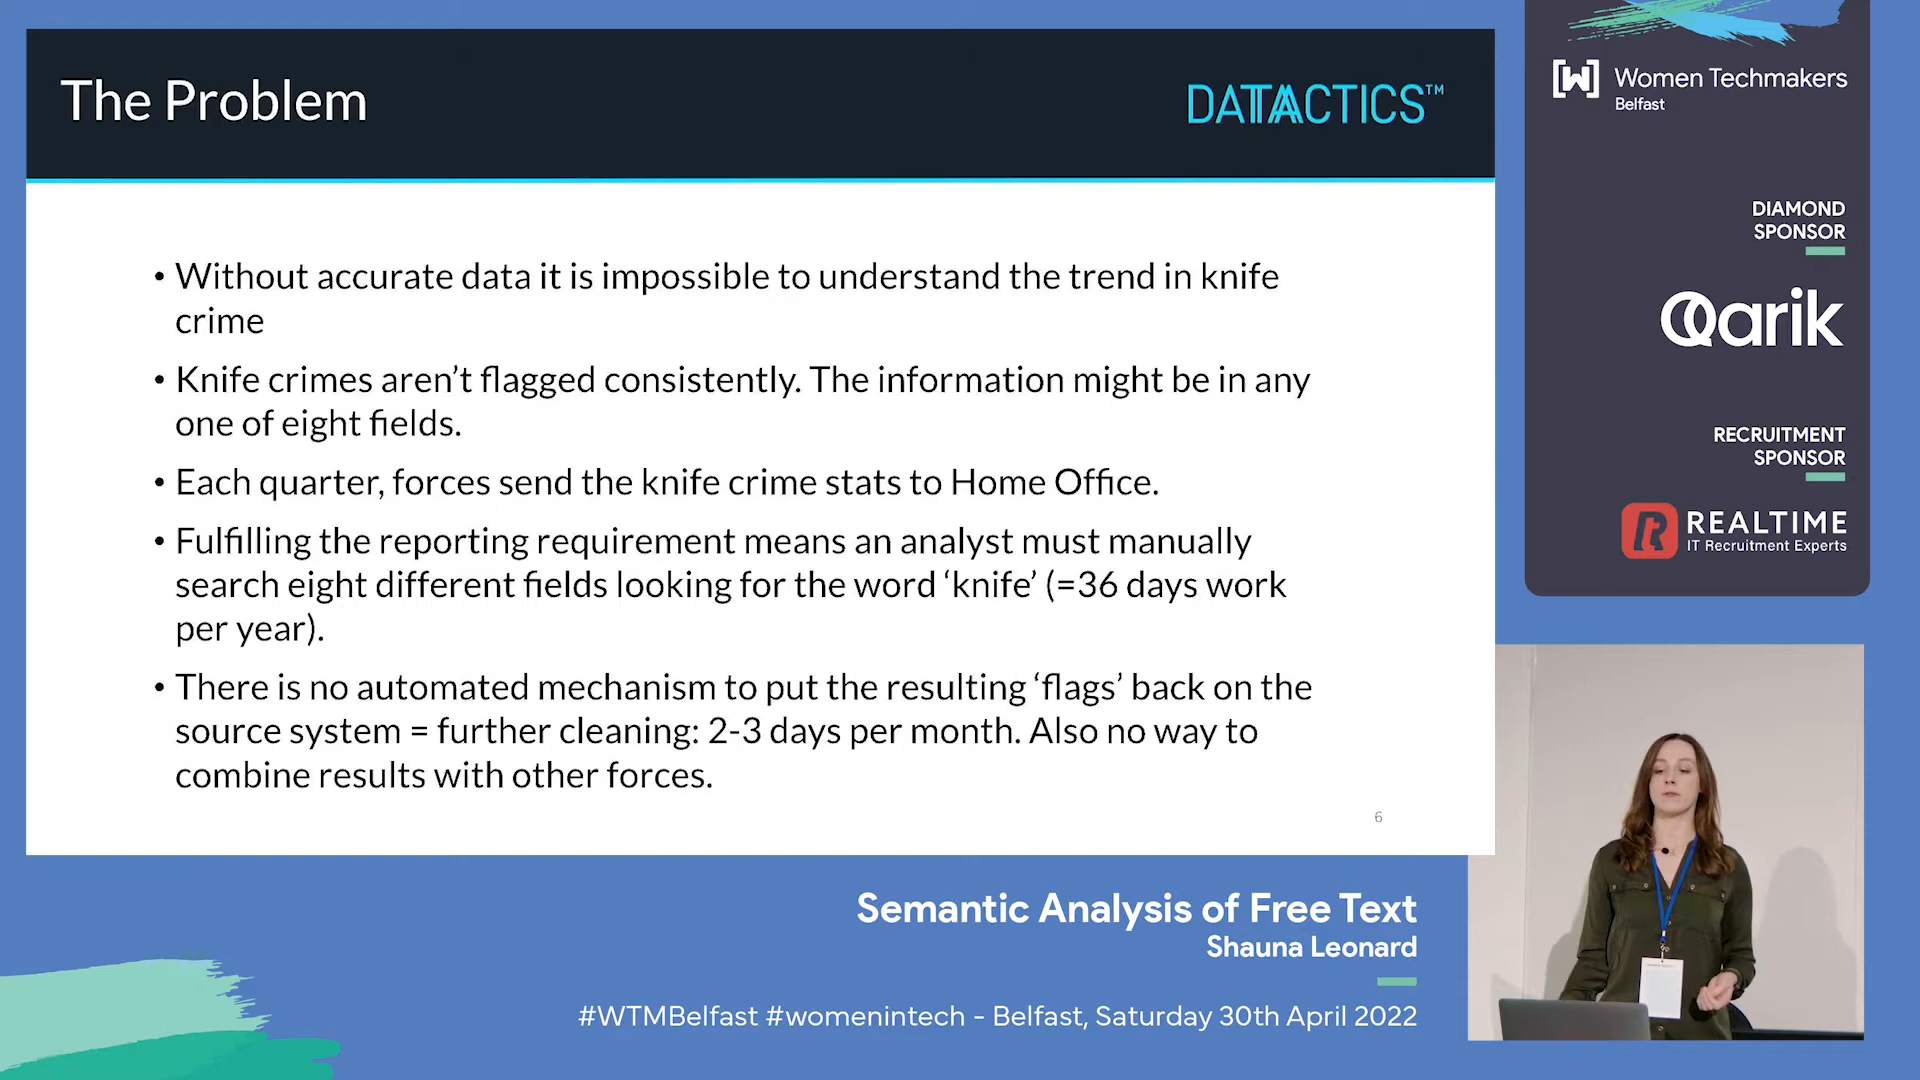 The Problem
DATACTICS™
• Without accurate data it is impossible to understand the trend in knife
crime
• Knife crimes aren’t flagged consistently. The information might be in any
one of eight fields.
• Each quarter, forces send the knife crime stats to Home Office.
• Fulfilling the reporting requirement means an analyst must manually
search eight different fields looking for the word ‘knife’ (=36 days work
per year).
• There is no automated mechanism to put the resulting ‘flags’ back on the
source system = further cleaning: 2-3 days per month. Also no way to
combine results with other forces.
6
Women Techmakers
Belfast
DIAMOND
SPONSOR
Qarik
RECRUITMENT
SPONSOR
REALTIME
IT Recruitment Experts
Semantic Analysis of Free Text
Shauna Leonard
#WTMBelfast #womenintech - Belfast, Saturday 30th April 2022